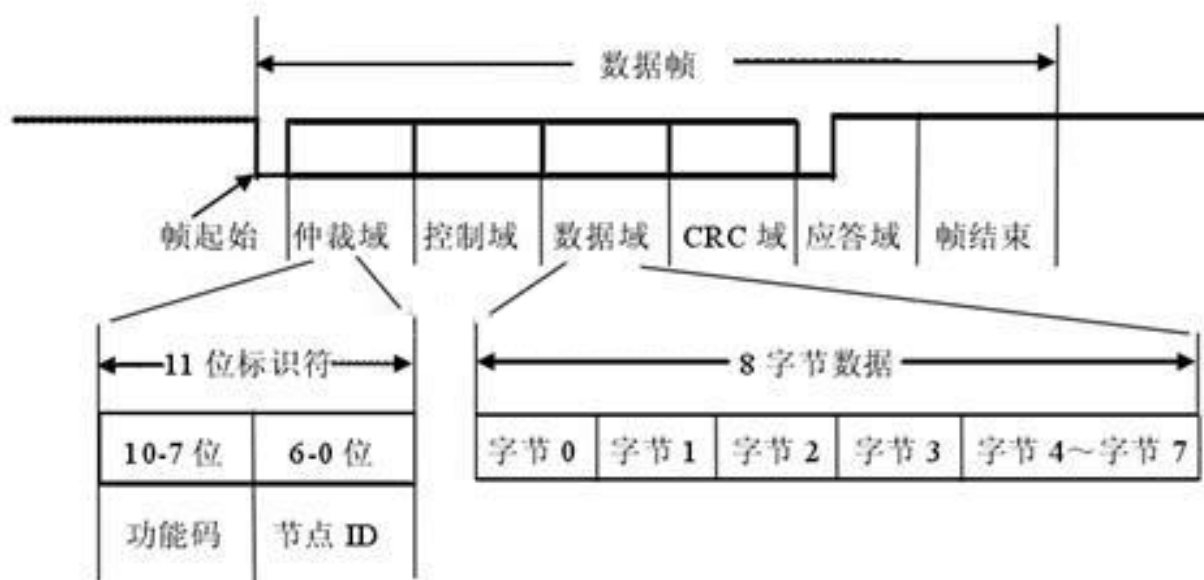 数据帧
帧起始 仲裁域 控制域 数据域 CRC 域 应答域 帧结束
11 位标识符 8 字节数据
10-7 位 6-0 位 字节 0 字节 1 字节 2 字节 3 字节 4～字节 7
功能码 节点 ID